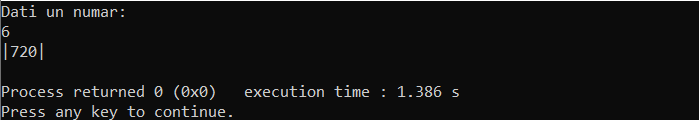 Dati un numar:
6
|720|
Process returned 0 (0x0)   execution time : 1.386 s
Press any key to continue.